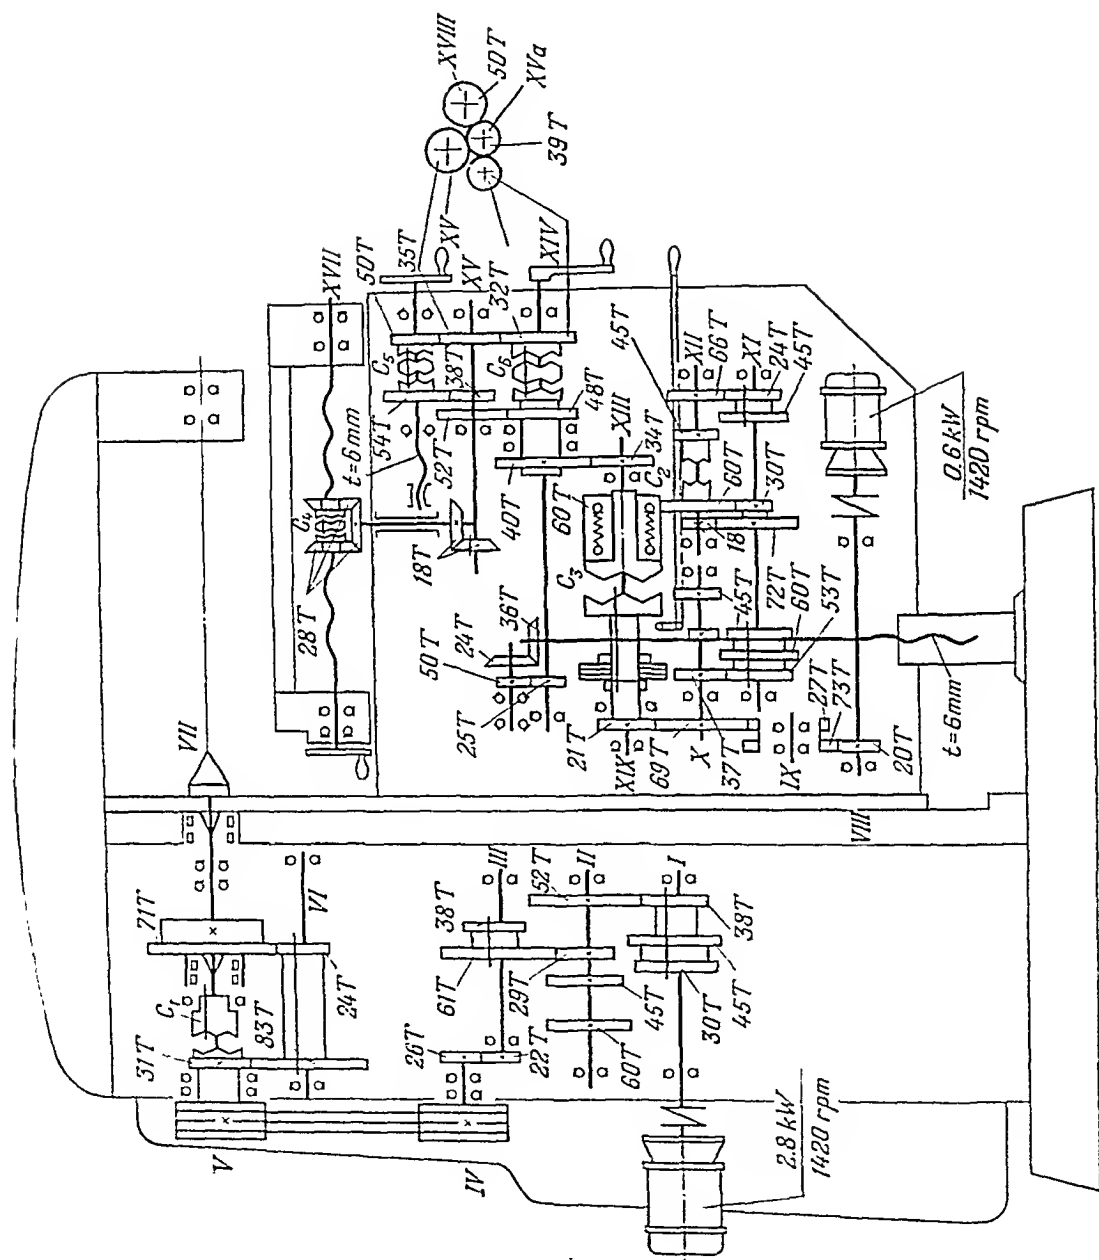 XVIII
50T
XVa
39T
XVII
50T
35T
XV
XV
32T
XIV
C5
38T
C6
48T
54T
t=6mm
52T
C4
18T
28T
40T
XIII
34T
60T
C2
C3
45T
XII
66T
XI
24T
45T
60T
30T
18
72T
45T
60T
53T
36T
24T
50T
25T
21T
XIX
69T
X
37T
IX
27T
73T
20T
VIII
t=6mm
0.6 kW
1420 rpm
VII
VI
71T
C1
83T
24T
51T
V
IV
III
38T
61T
26T
22T
II
52T
29T
45T
60T
I
38T
45T
30T
2.8 kW
1420 rpm